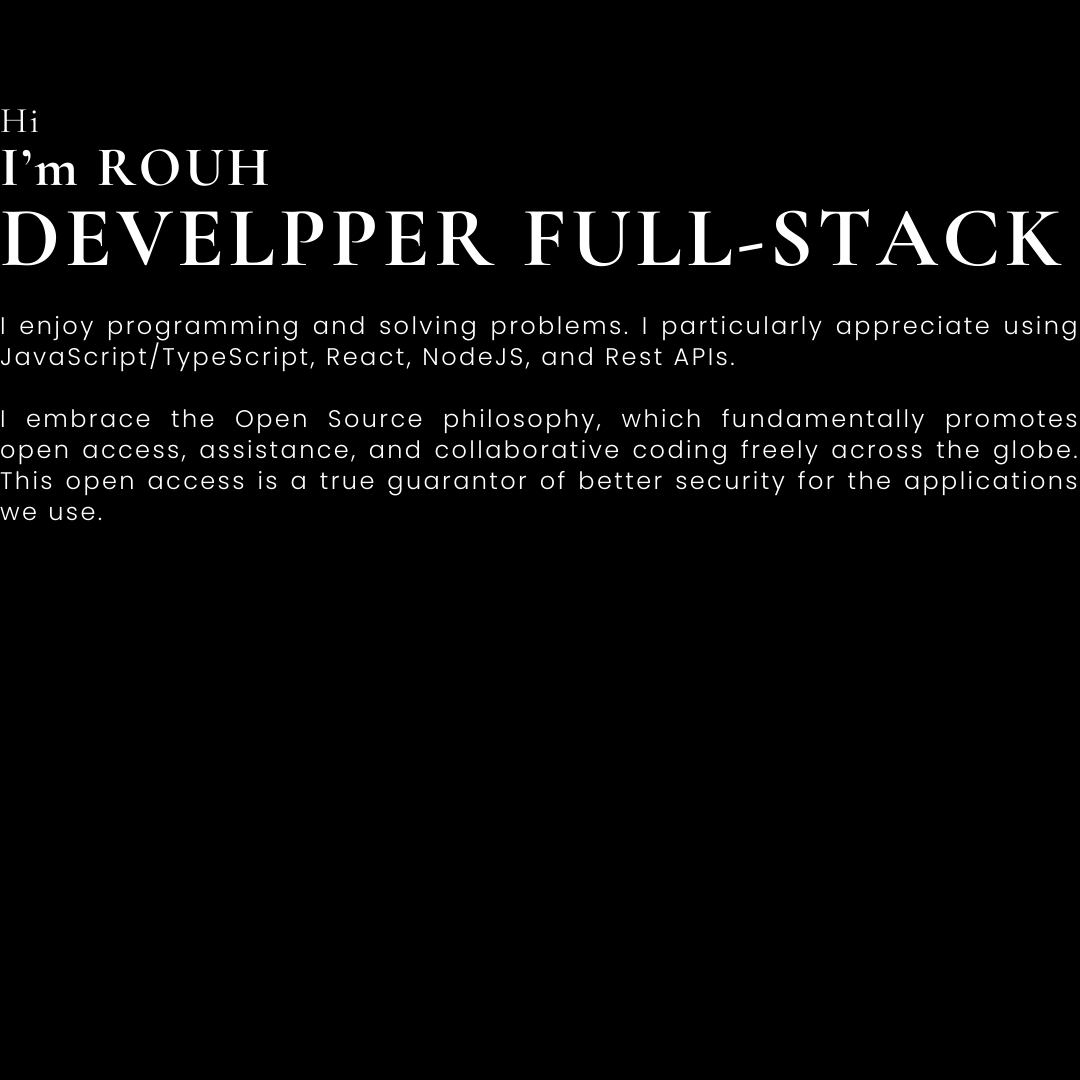 Hi
I'm ROUH
DEVELPPER FULL-STACK
I enjoy programming and solving problems. I particularly appreciate using
JavaScript/TypeScript, React, NodeJS, and Rest APIs.
I embrace the Open Source philosophy, which fundamentally promotes
open access, assistance, and collaborative coding freely across the globe.
This open access is a true guarantor of better security for the applications
we use.